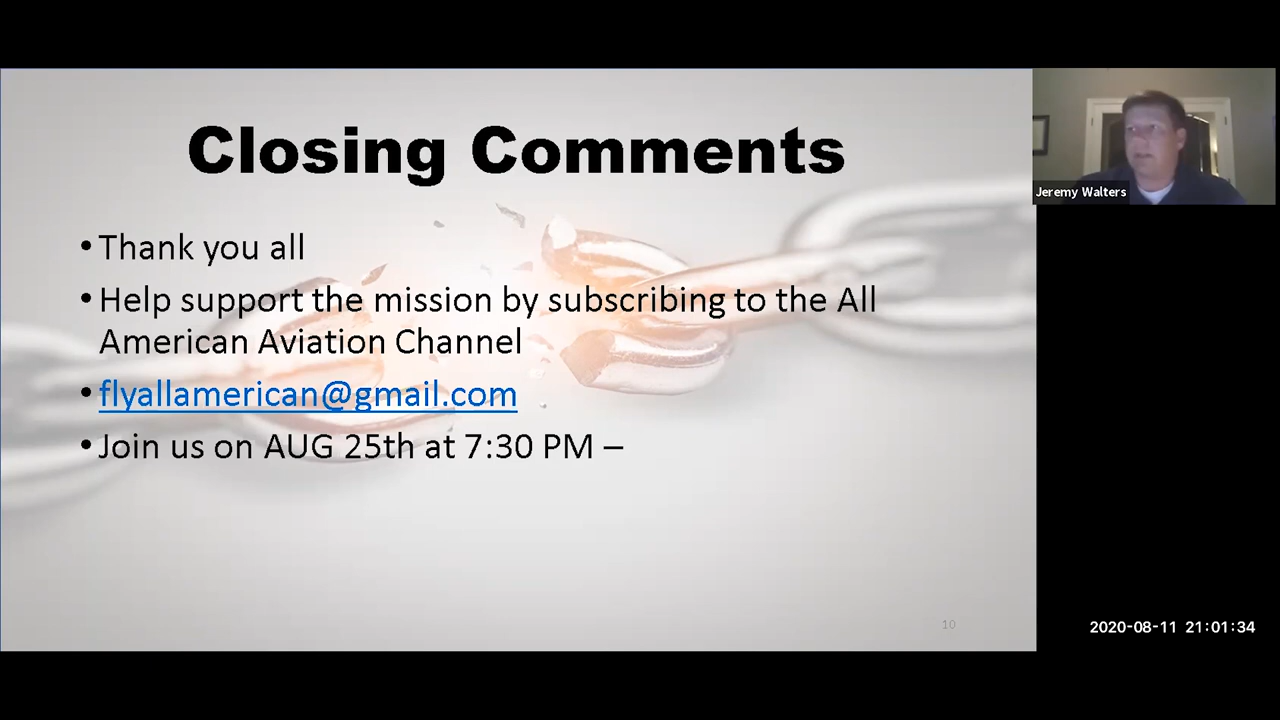 Closing Comments
• Thank you all
• Help support the mission by subscribing to the All
American Aviation Channel
• flyallamerican@gmail.com
• Join us on AUG 25th at 7:30 PM –
10
Jeremy Walters
2020-08-11 21:01:34